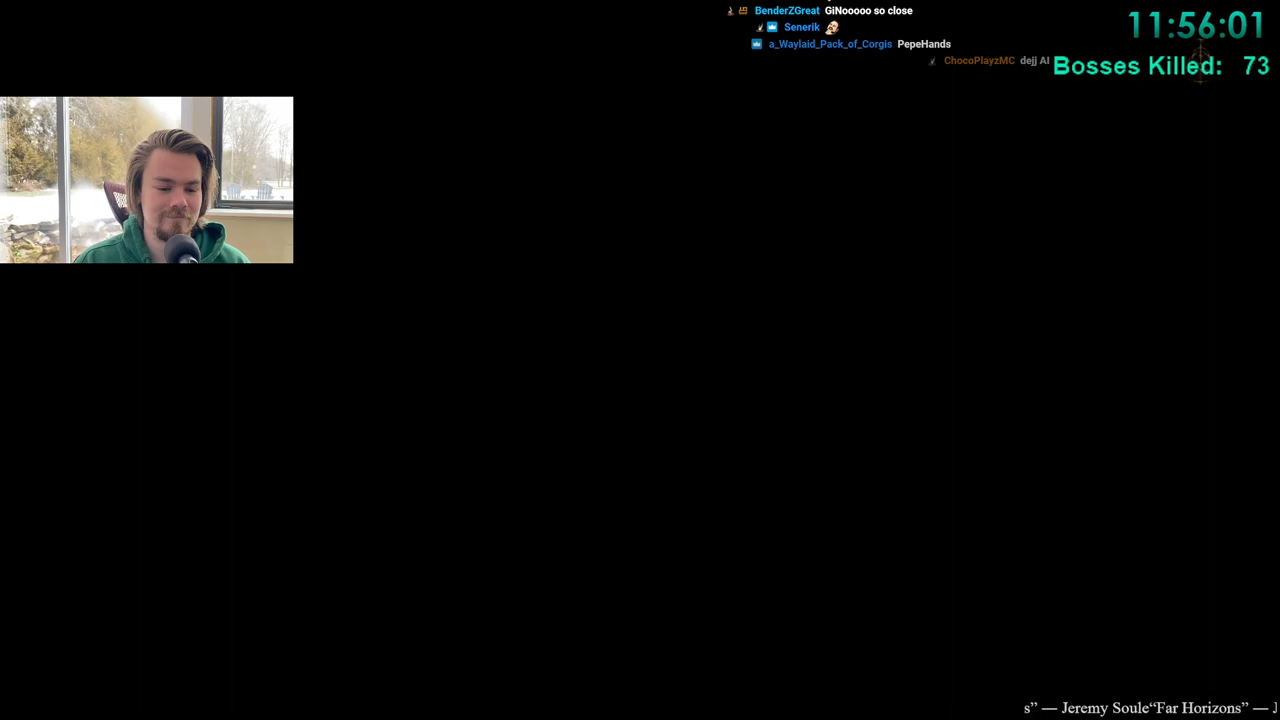 BenderZGreat GiNooooo so close
Senerik
a_Waylaid_Pack_of_Corgis PepeHands
ChocoPlayzMC dejj AI
11:56:01
Bosses Killed: 73
s” — Jeremy Soule“Far Horizons” — J